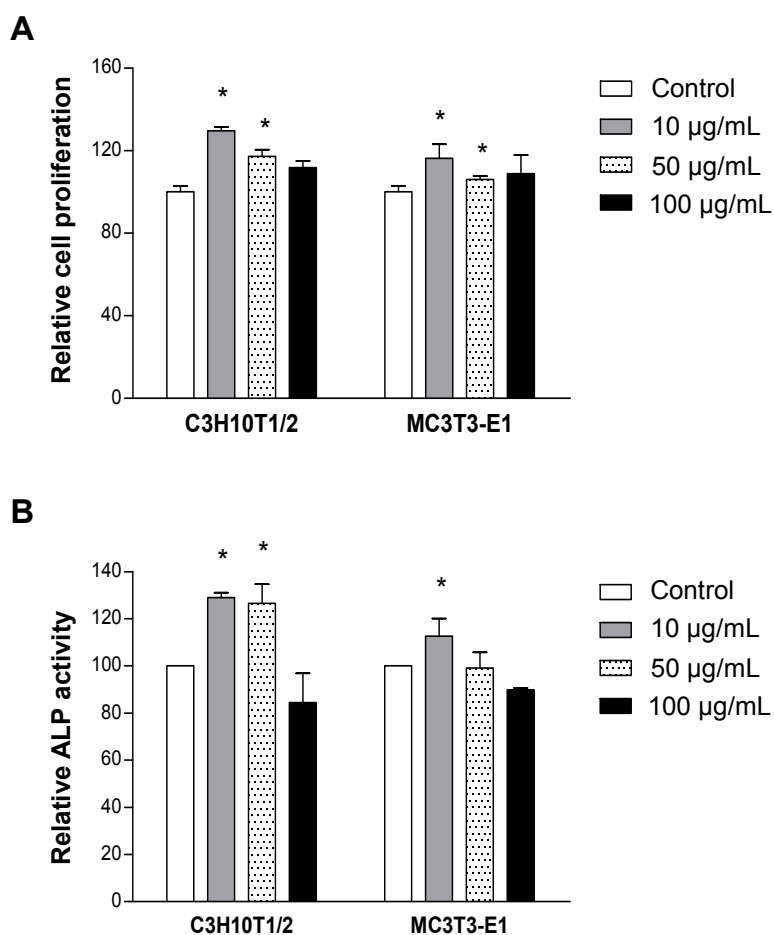 A
Relative cell proliferation
160
120
80
40
0
* * * *
C3H10T1/2 MC3T3-E1
Control
10 µg/mL
50 µg/mL
100 µg/mL
B
Relative ALP activity
140
120
100
80
60
40
20
0
* * *
C3H10T1/2 MC3T3-E1
Control
10 µg/mL
50 µg/mL
100 µg/mL